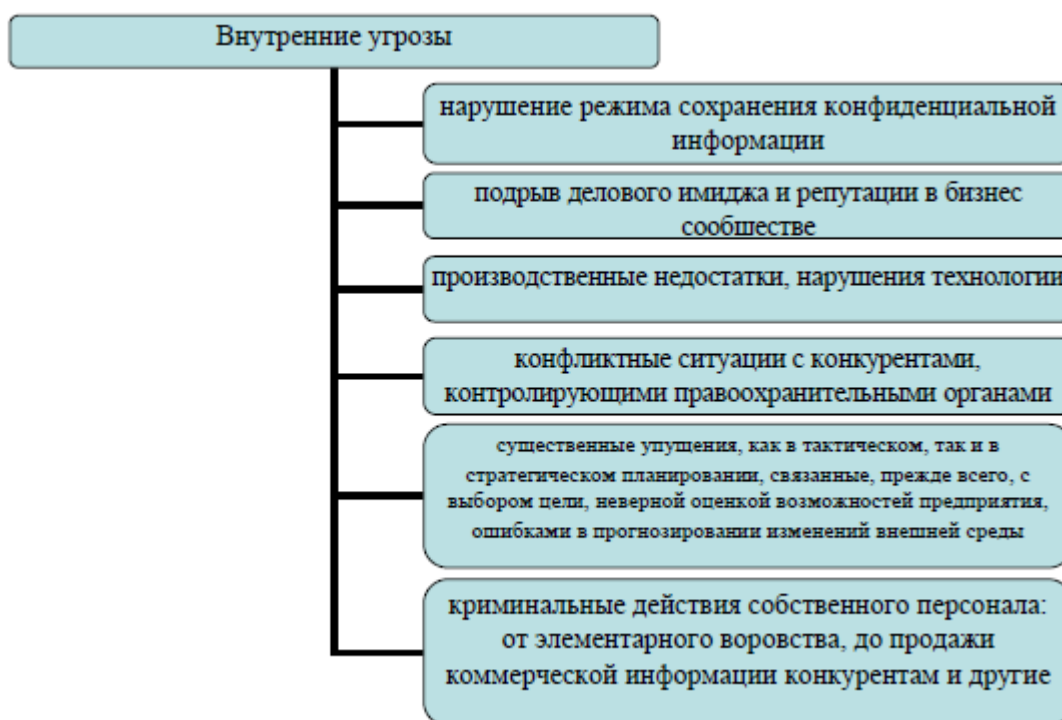 Внутренние угрозы
нарушение режима сохранения конфиденциальной
информации
подрыв делового имиджа и репутации в бизнес
сообшестве
производственные недостатки, нарушения технологии
конфликтные ситуации с конкурентами,
контролирующими правоохранительными органами
существенные упущения, как в тактическом, так и в
стратегическом планировании, связанные, прежде всего, с
выбором цели, неверной оценкой возможностей предприятия,
ошибками в прогнозировании изменений внешней среды
криминальные действия собственного персонала:
от элементарного воровства, до продажи
коммерческой информации конкурентам и другие